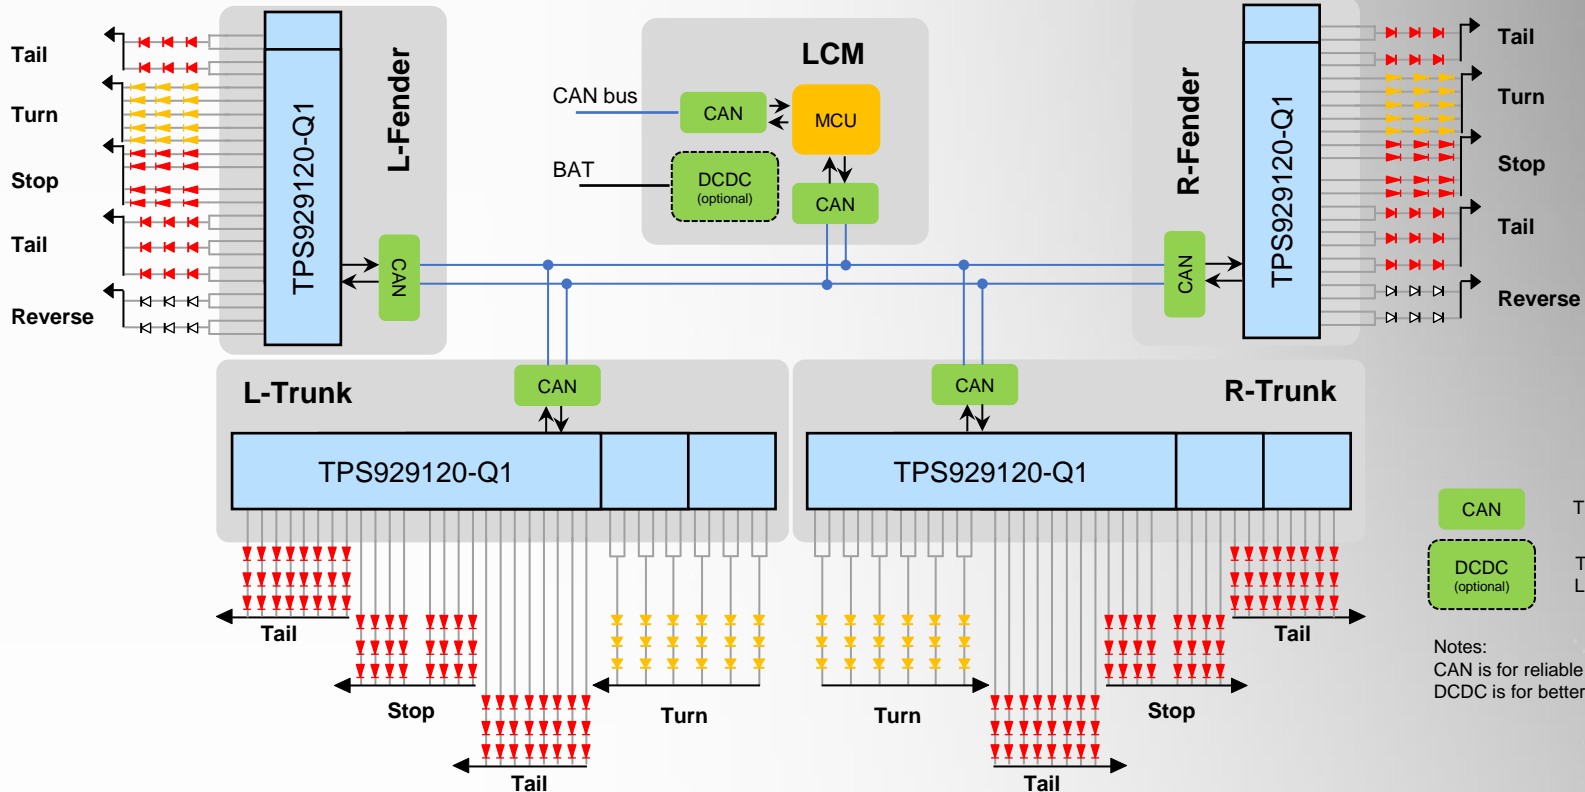 Tail
Turn
Stop
Tail
Reverse
TPS929120-Q1
L-Fender
CAN
LCM
CAN bus
CAN
MCU
BAT
DCDC
(optional)
CAN
R-Fender
CAN
TPS929120-Q1
Tail
Turn
Stop
Tail
Reverse
L-Trunk
CAN
TPS929120-Q1
Tail
Stop
Tail
Turn
CAN
R-Trunk
TPS929120-Q1
Turn
Tail
Stop
Tail
CAN
T
DCDC
(optional)
T
L
Notes:
CAN is for reliable
DCDC is for better